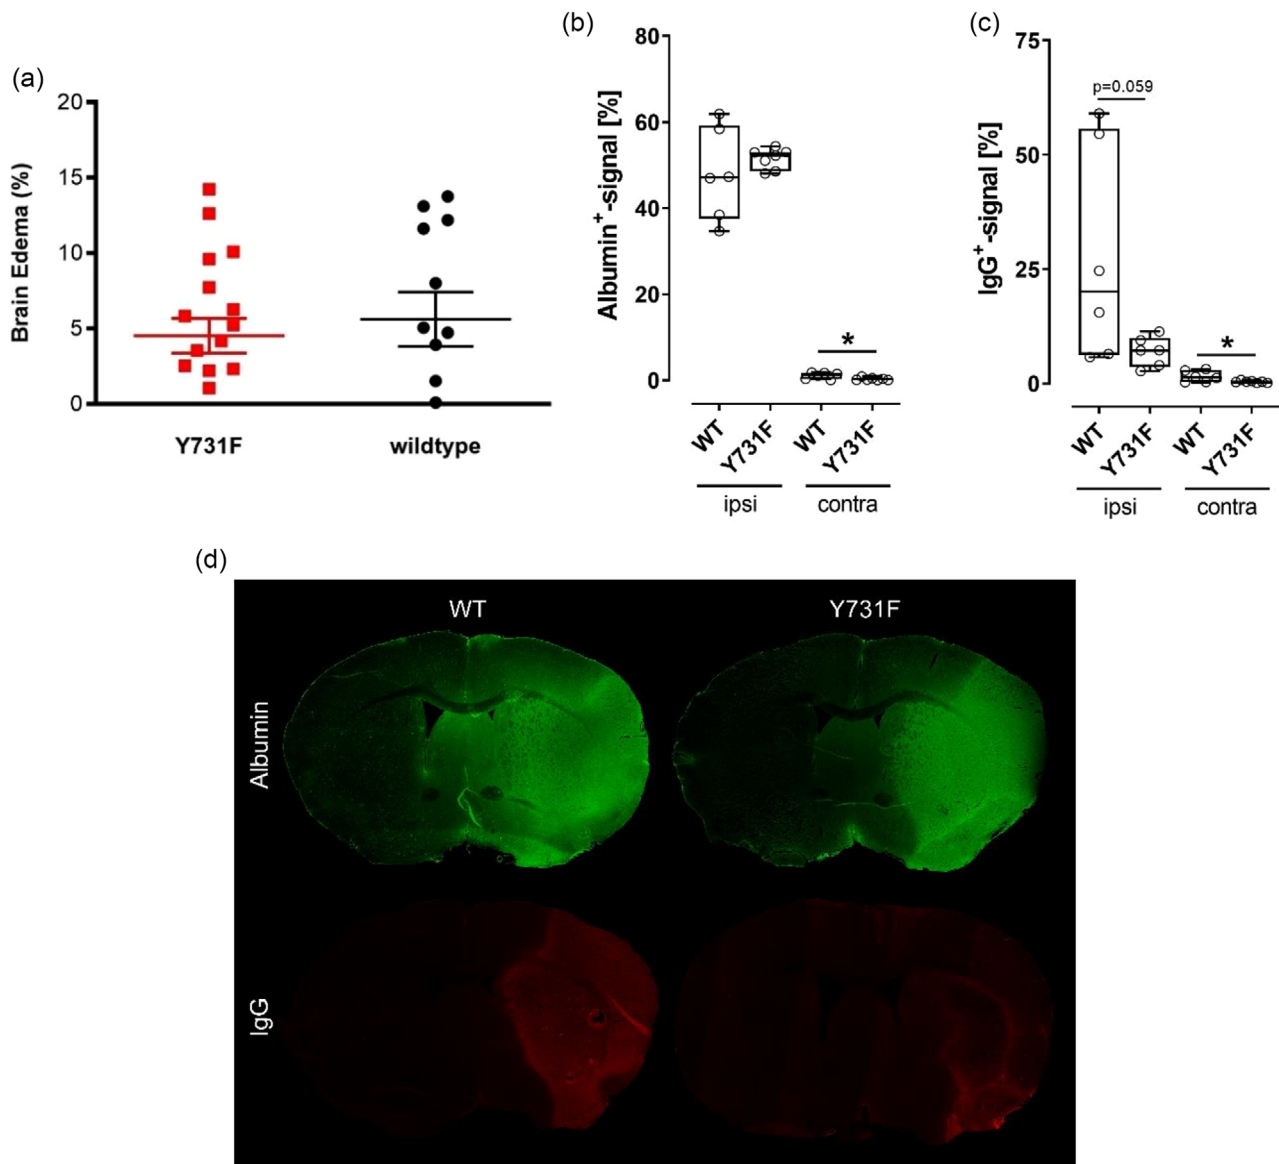 (a)
Brain Edema (%)
20
15
10
5
0
Y731F wildtype
(b)
Albumin+-signal [%]
80
60
40
20
0
*
WT Y731F WT Y731F
ipsi contra
(c)
IgG+-signal [%]
75
50
25
0
p=0.059
*
WT Y731F WT Y731F
ipsi contra
(d)
WT Y731F
Albumin
IgG